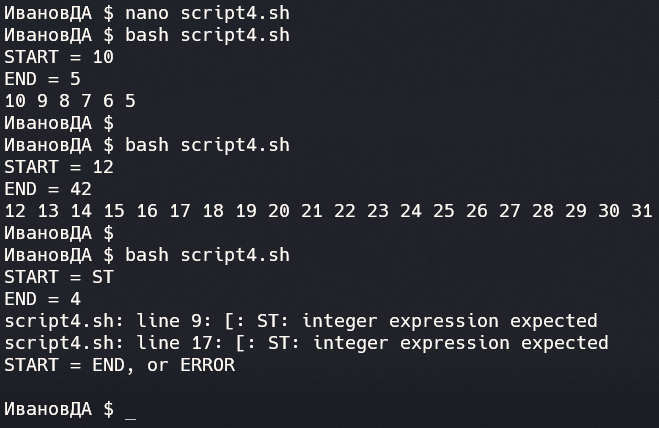 ИвановДА $ nano script4.sh
ИвановДА $ bash script4.sh
START = 10
END = 5
10 9 8 7 6 5
ИвановДА $
ИвановДА $ bash script4.sh
START = 12
END = 42
12 13 14 15 16 17 18 19 20 21 22 23 24 25 26 27 28 29 30 31
ИвановДА $
ИвановДА $ bash script4.sh
START = ST
END = 4
script4.sh: line 9: [: ST: integer expression expected
script4.sh: line 17: [: ST: integer expression expected
START = END, or ERROR
ИвановДА $ _